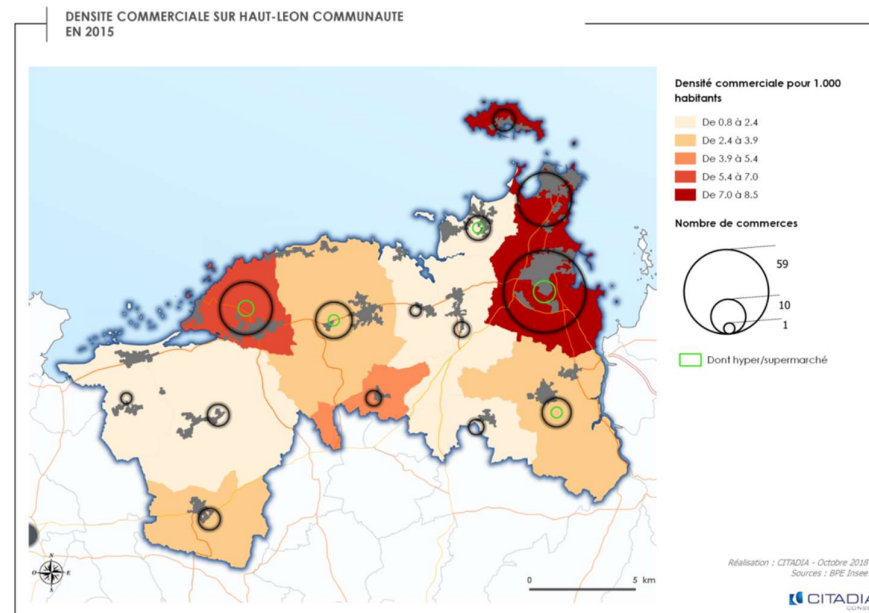 DENSITE COMMERCIALE SUR HAUT-LEON COMMUNAUTE
EN 2015
Densité commerciale pour 1.000
habitants
De 0.8 à 2.4
De 2.4 à 3.9
De 3.9 à 5.4
De 5.4 à 7.0
De 7.0 à 8.5
Nombre de commerces
59
10
1
Dont hyper/supermarché
N
O E
S
0 5 km
Réalisation : CITADIA - Octobre 2018
Sources : BPE Insee
CITADIA
CONSEIL